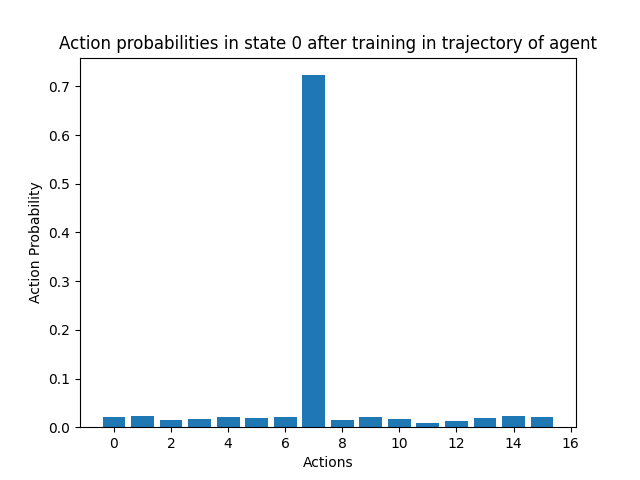 Action probabilities in state 0 after training in trajectory of agent
0.7
0.6
0.5
0.4
0.3
0.2
0.1
0.0
Action Probability
0 2 4 6 8 10 12 14 16
Actions